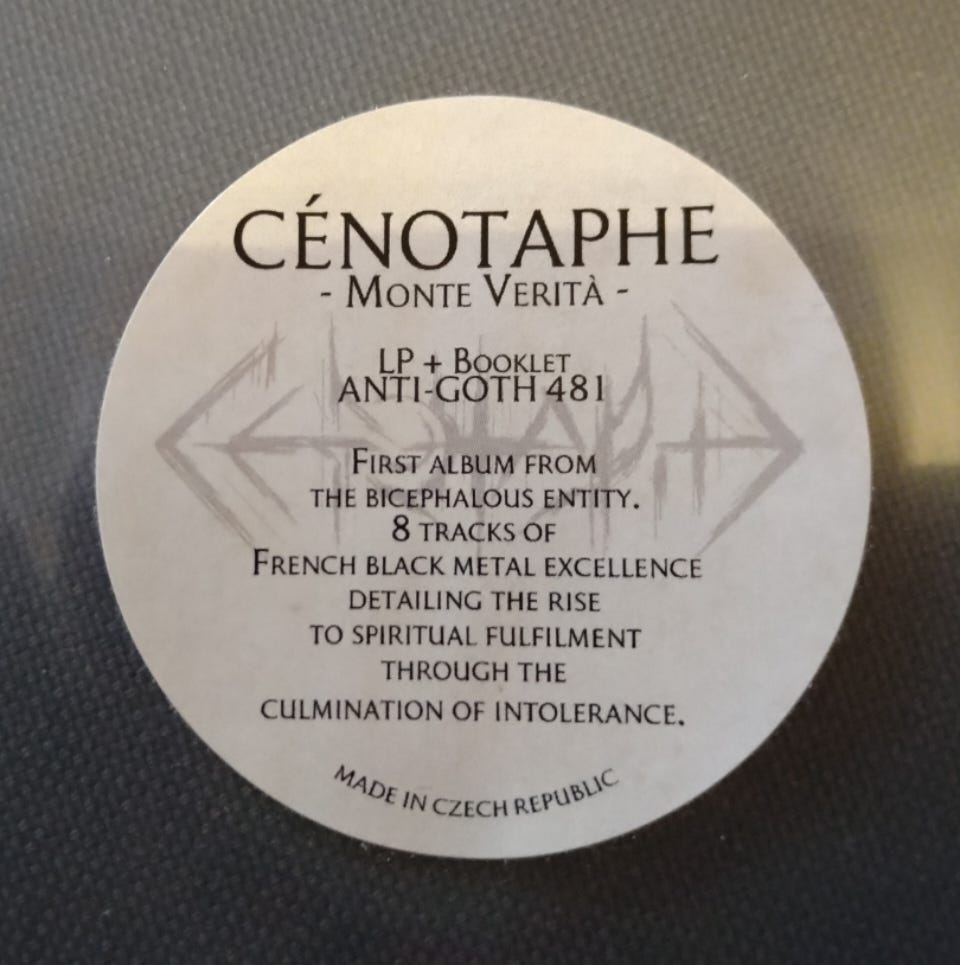 CÉNOTAPHE
- MONTE VERITÀ -
LP + BOOKLET
ANTI-GOTH 481
FIRST ALBUM FROM
THE BICEPHALOUS ENTITY.
8 TRACKS OF
FRENCH BLACK METAL EXCELLENCE
DETAILING THE RISE
TO SPIRITUAL FULFILMENT
THROUGH THE
CULMINATION OF INTOLERANCE.
MADE IN CZECH REPUBLIC